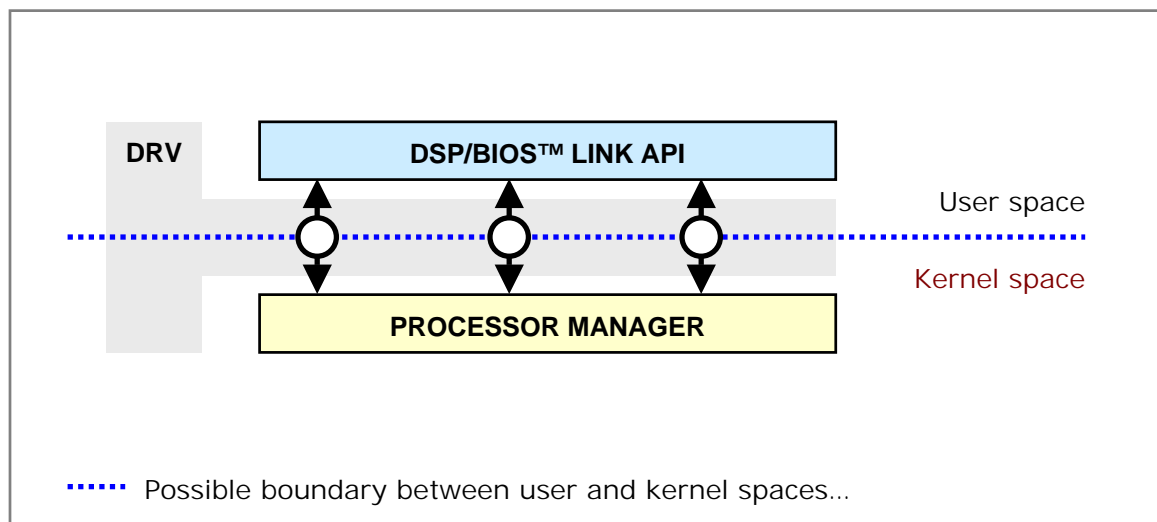 DRV
DSP/BIOS™ LINK API
User space
Kernel space
PROCESSOR MANAGER
Possible boundary between user and kernel spaces...